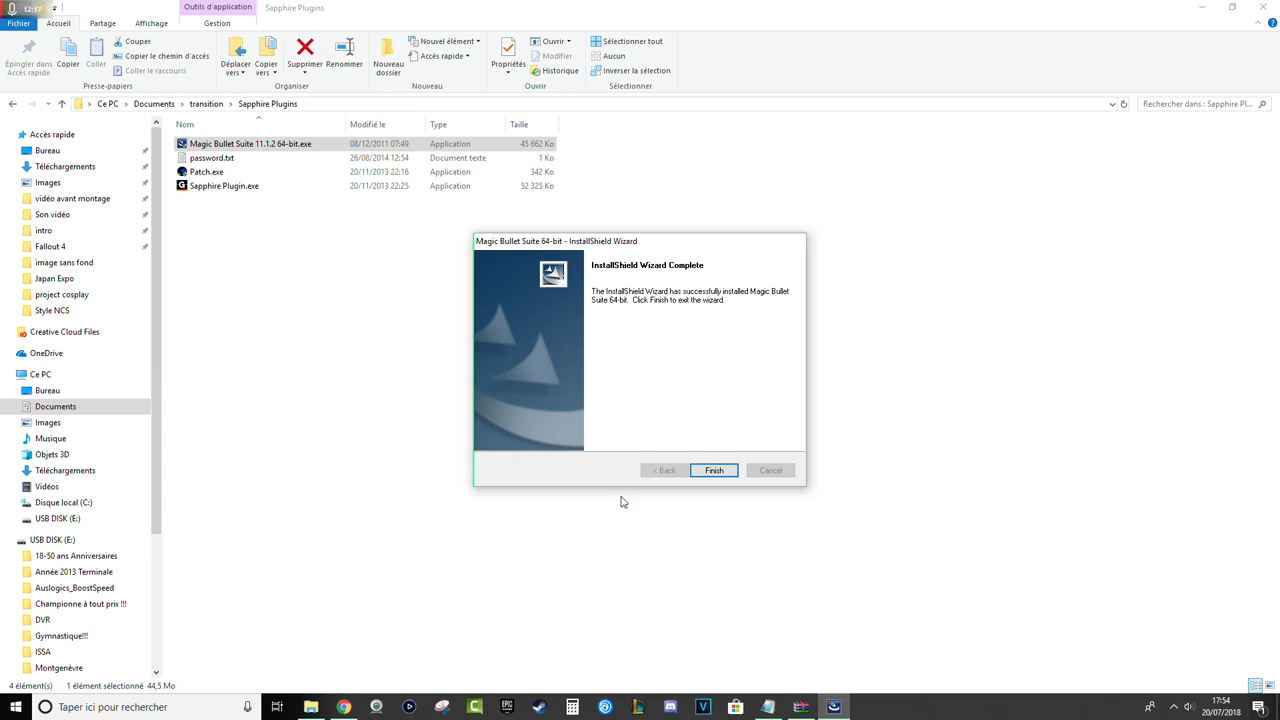 12:17
Outils d'application
Sapphire Plugins
Fichier
Accueil
Partage
Affichage
Gestion
Épingler dans Accès rapide
Copier
Coller
Couper
Copier le chemin d'accès
Coller le raccourci
Presse-papiers
Déplacer vers
Copier vers
Supprimer
Renommer
Organiser
Nouveau dossier
Nouvel élément
Accès rapide
Nouveau
Propriétés
Ouvrir
Modifier
Historique
Ouvrir
Sélectionner tout
Aucun
Inverser la sélection
Sélectionner
Ce PC > Documents > transition > Sapphire Plugins
Rechercher dans : Sapphire Pl...
Nom Modifié le Type Taille
Magic Bullet Suite 11.1.2 64-bit.exe 08/12/2011 07:49 Application 45 662 Ko
password.txt 26/08/2014 12:54 Document texte 1 Ko
Patch.exe 20/11/2013 22:16 Application 342 Ko
Sapphire Plugin.exe 20/11/2013 22:25 Application 52 325 Ko
Accès rapide
Bureau
Téléchargements
Images
vidéo avant montage
Son vidéo
intro
Fallout 4
image sans fond
Japan Expo
project cosplay
Style NCS
Creative Cloud Files
OneDrive
Ce PC
Bureau
Documents
Images
Musique
Objets 3D
Téléchargements
Vidéos
Disque local (C:)
USB DISK (E:)
USB DISK (E:)
18-50 ans Anniversaires
Année 2013 Terminale
Auslogics_BoostSpeed
Championne à tout prix !!!
DVR
Gymnastique!!!
ISSA
Montgenèvre
Magic Bullet Suite 64-bit - InstallShield Wizard
InstallShield Wizard Complete
The InstallShield Wizard has successfully installed Magic Bullet
Suite 64-bit. Click Finish to exit the wizard.
< Back
Finish
Cancel
4 élément(s) 1 élément sélectionné 44,5 Mo
Taper ici pour rechercher
17:54
20/07/2018